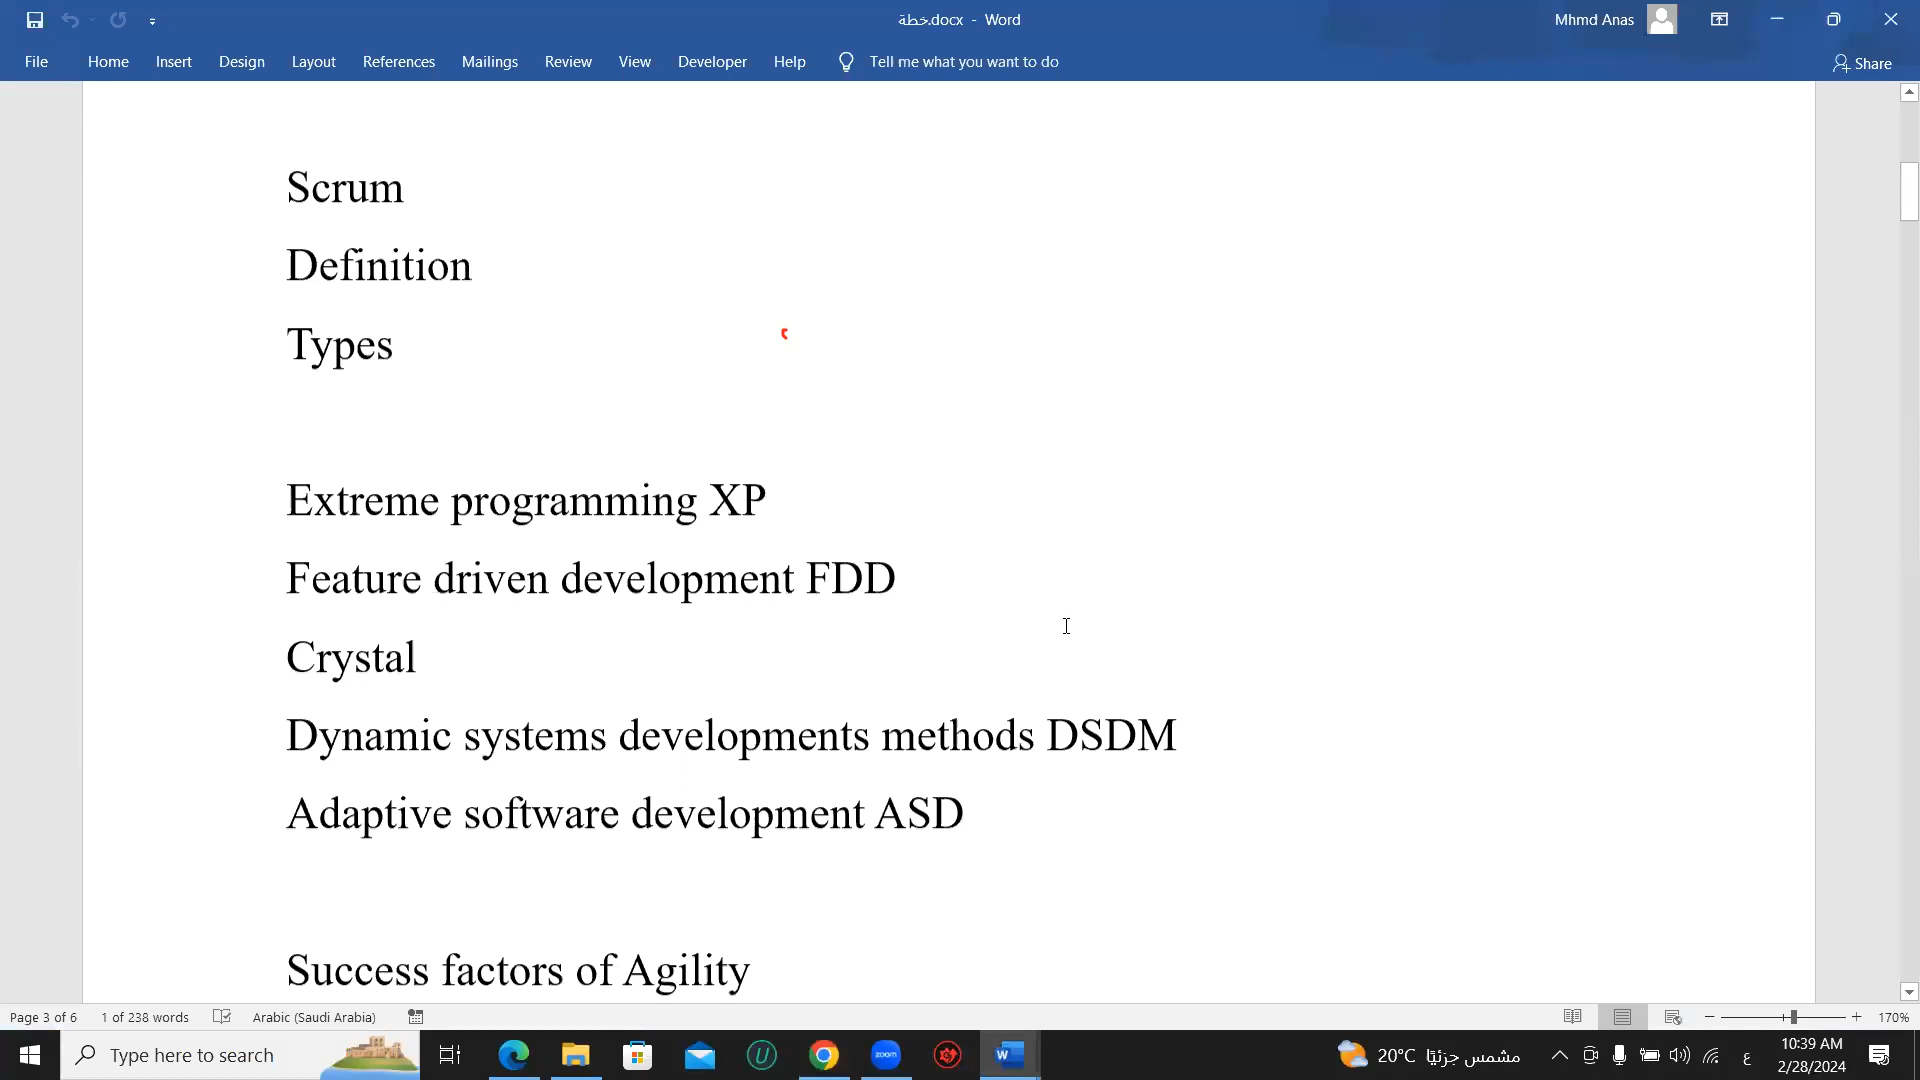 خطة.docx - Word
Mhmd Anas
File Home Insert Design Layout References Mailings Review View Developer Help Tell me what you want to do
Share
Scrum
Definition
Types
Extreme programming XP
Feature driven development FDD
Crystal
Dynamic systems developments methods DSDM
Adaptive software development ASD
Success factors of Agility
Page 3 of 6 1 of 238 words Arabic (Saudi Arabia) 170%
Type here to search
zoom
20°C مشمس جزئيًا
ع
10:39 AM
2/28/2024